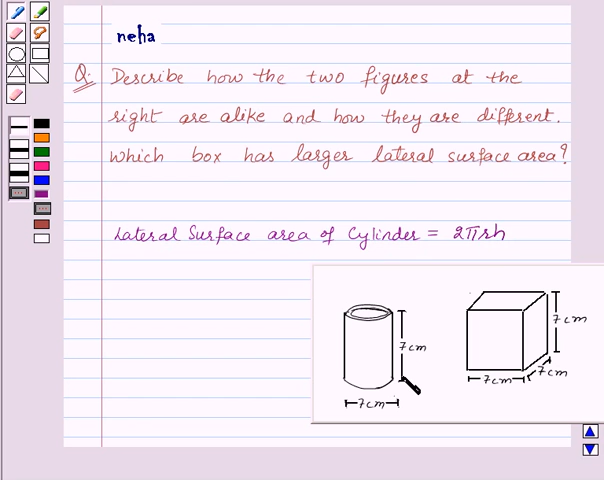 neha
Q. Describe how the two figures at the
right are alike and how they are different.
Which box has larger lateral surface area?
Lateral Surface area of Cylinder = 2πrh
7cm
7cm
7cm
7cm
7cm